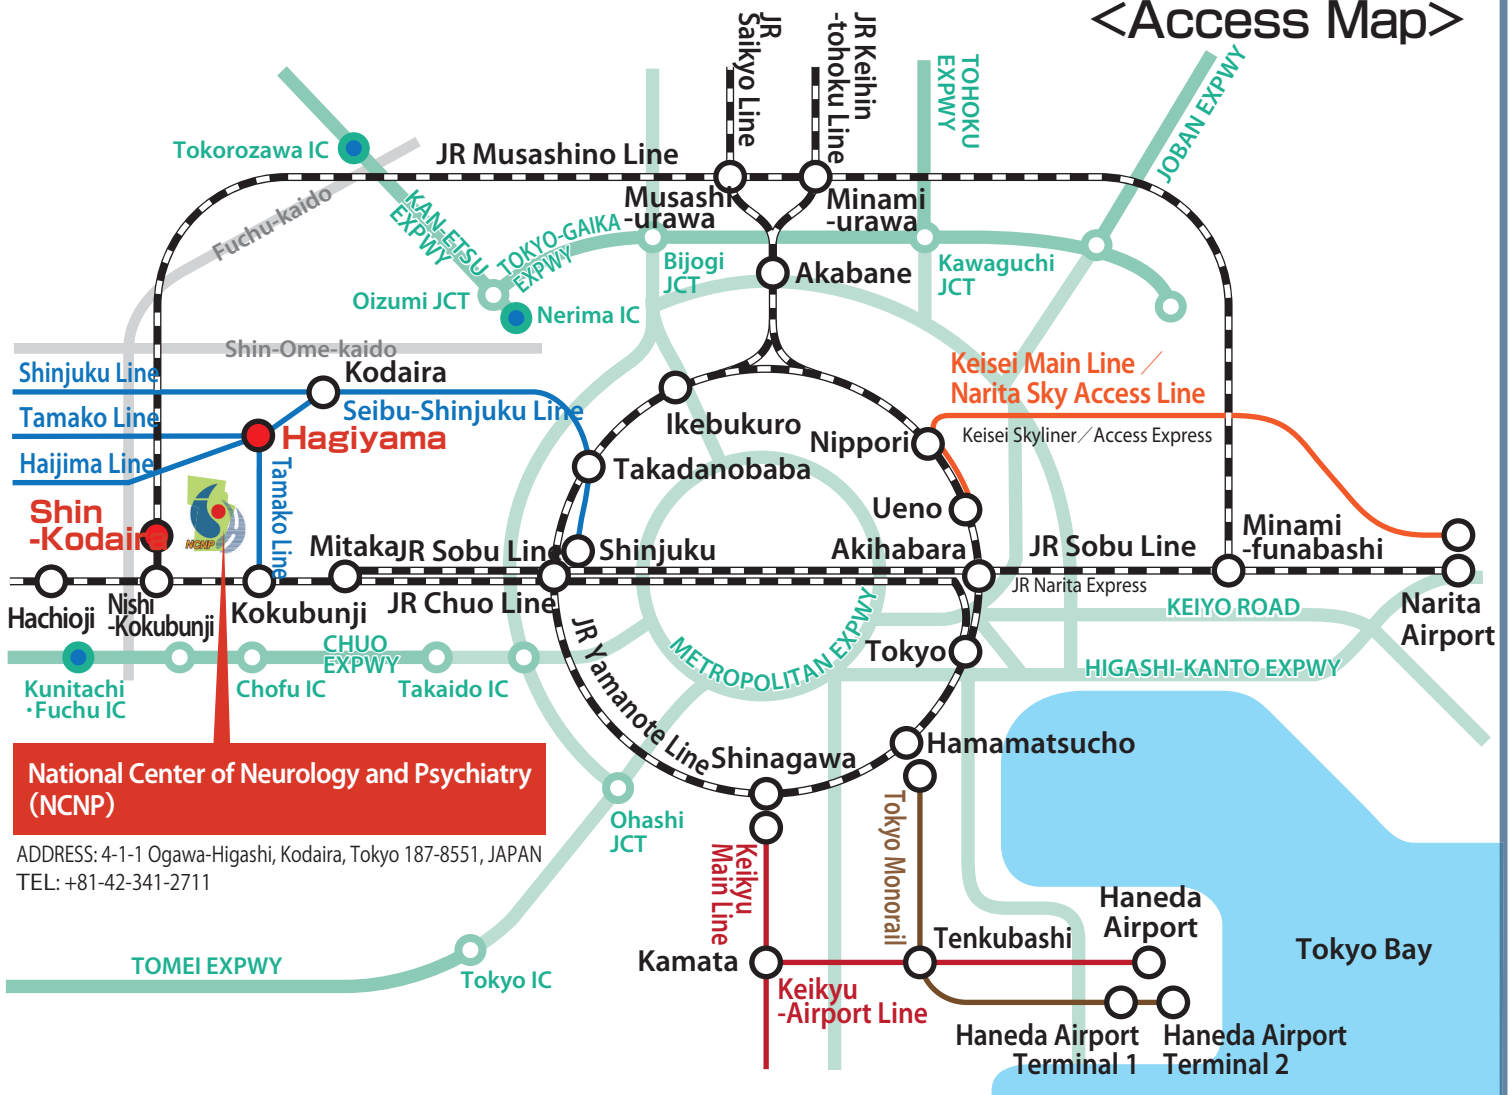 <Access Map>
JR
Saikyo Line
JR Keihin
-tohoku Line
TOHOKU
EXPWY
JOBAN EXPWY
Tokorozawa IC
JR Musashino Line
Fuchu-kaido
KAN-ETSU
EXPWY
TOKYO-GAIKA
EXPWY
Musashi
-urawa
Minami
-urawa
Bijogi
JCT
Akabane
Kawaguchi
JCT
Oizumi JCT
Nerima IC
Shin-Ome-kaido
Shinjuku Line
Kodaira
Seibu-Shinjuku Line
Tamako Line
Hagiyama
Haijima Line
Tamako Line
Ikebukuro
Takadanobaba
Nippori
Keisei Main Line／
Narita Sky Access Line
Keisei Skyliner／Access Express
Ueno
Shin
-Kodaira
NCNP
Mitaka
JR Sobu Line
Shinjuku
Akihabara
JR Sobu Line
JR Narita Express
Minami
-funabashi
Hachioji
Nishi
-Kokubunji
Kokubunji
JR Chuo Line
Narita
Airport
KEIYO ROAD
CHUO
EXPWY
Kunitachi
・Fuchu IC
Chofu IC
Takaido IC
JR Yamanote Line
METROPOLITAN EXPWY
Tokyo
HIGASHI-KANTO EXPWY
Shinagawa
Hamamatsucho
National Center of Neurology and Psychiatry
(NCNP)
ADDRESS: 4-1-1 Ogawa-Higashi, Kodaira, Tokyo 187-8551, JAPAN
TEL: +81-42-341-2711
Ohashi
JCT
Keikyu
Main Line
Tokyo Monorail
Haneda
Airport
Tenkubashi
Kamata
Keikyu
-Airport Line
Tokyo Bay
TOMEI EXPWY
Tokyo IC
Haneda Airport
Terminal 1
Haneda Airport
Terminal 2